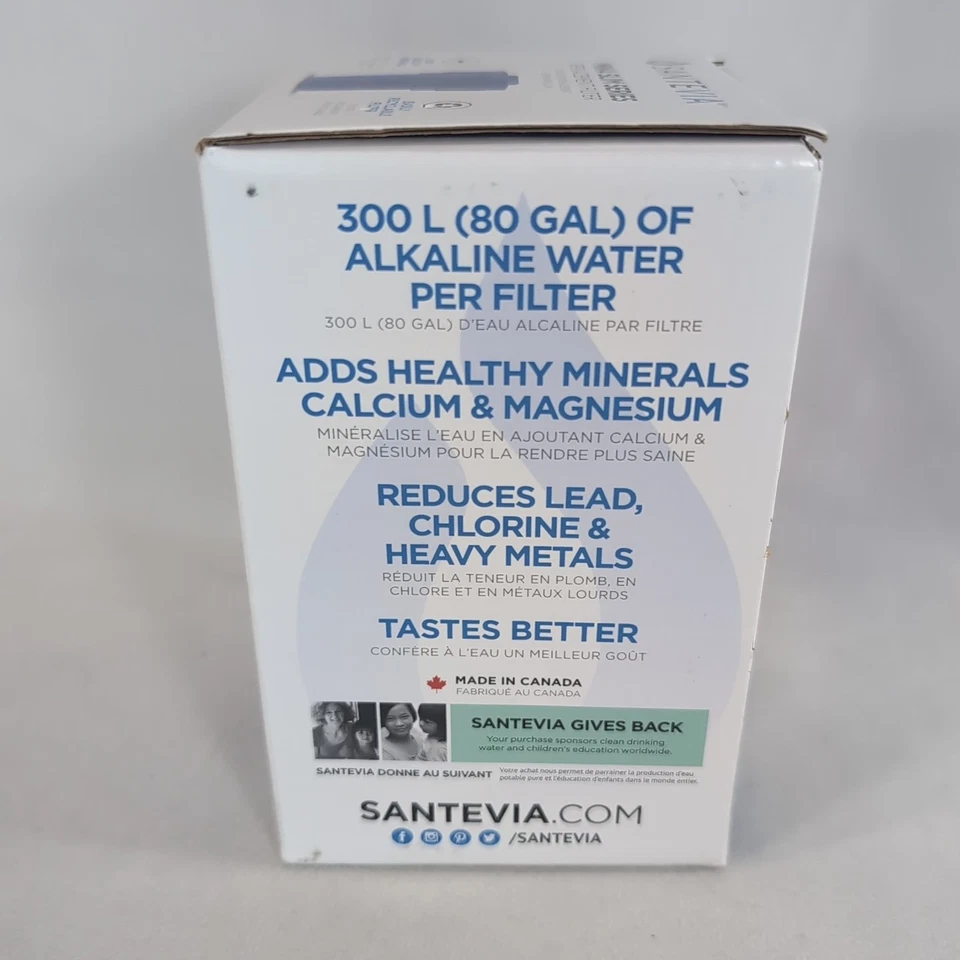 SANTEVIA
300 L (80 GAL) OF
ALKALINE WATER
PER FILTER
300 L (80 GAL) D'EAU ALCALINE PAR FILTRE
ADDS HEALTHY MINERALS
CALCIUM & MAGNESIUM
MINÉRALISE L'EAU EN AJOUTANT CALCIUM &
MAGNÉSIUM POUR LA RENDRE PLUS SAINE
REDUCES LEAD,
CHLORINE &
HEAVY METALS
RÉDUIT LA TENEUR EN PLOMB, EN
CHLORE ET EN MÉTAUX LOURDS
TASTES BETTER
CONFÈRE À L'EAU UN MEILLEUR GOÛT
MADE IN CANADA
FABRIQUÉ AU CANADA
SANTEVIA GIVES BACK
Your purchase sponsors clean drinking
water and children's education worldwide.
SANTEVIA DONNE AU SUIVANT
Votre achat nous permet de parrainer la production d'eau
potable pure et l'éducation d'enfants dans le monde entier.
SANTEVIA.COM
/SANTEVIA